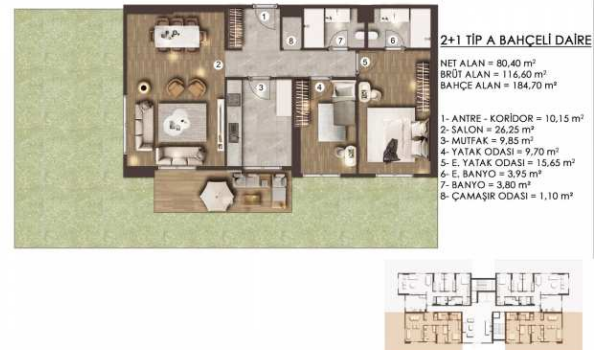 2+1 TİP A BAHÇELİ DAİRE
NET ALAN = 80,40 m²
BRÜT ALAN = 116,60 m²
BAHÇE ALAN = 184,70 m²
1- ANTRE - KORİDOR = 10,15 m²
2- SALON = 26,25 m²
3- MUTFAK = 9,85 m²
4- YATAK ODASI = 9,70 m²
5- E. YATAK ODASI = 15,65 m²
6- E. BANYO = 3,95 m²
7- BANYO = 3,80 m²
8- ÇAMAŞIR ODASI = 1,10 m²
1
8
7
6
2
3
4
5